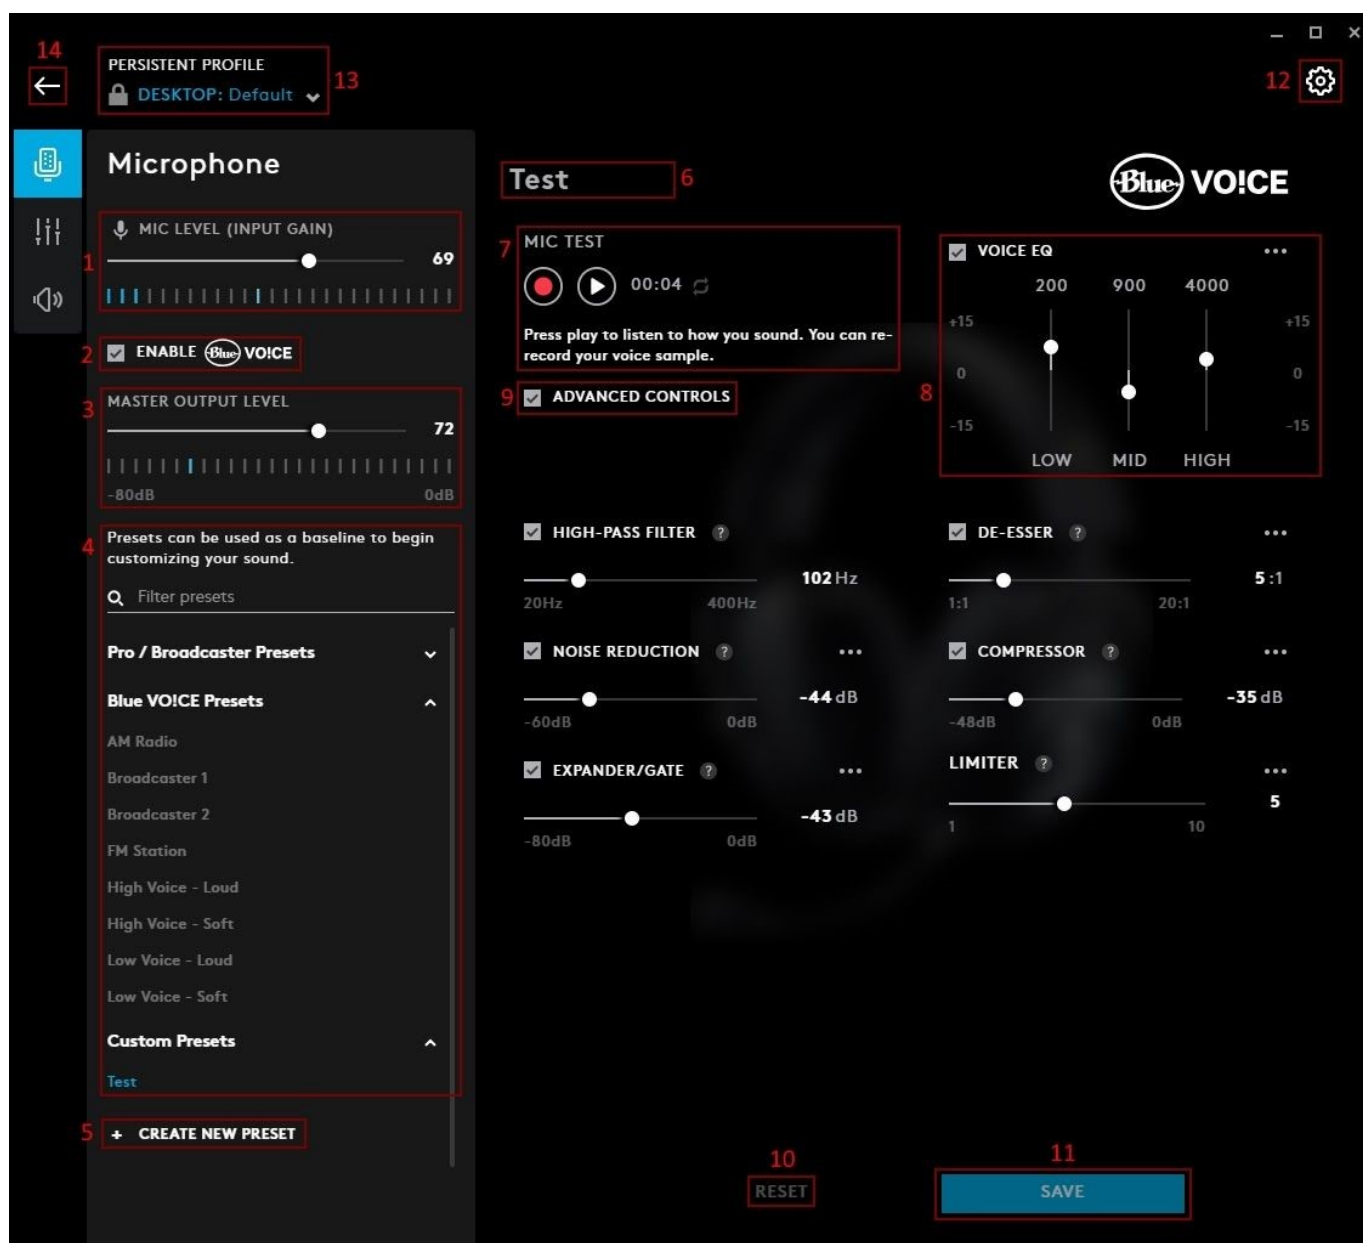 14
PERSISTENT PROFILE
DESKTOP: Default
13
12
Microphone
1
MIC LEVEL (INPUT GAIN)
69
2
ENABLE Blue VO!CE
3
MASTER OUTPUT LEVEL
72
-80dB 0dB
4
Presets can be used as a baseline to begin
customizing your sound.
Filter presets
Pro / Broadcaster Presets
Blue VO!CE Presets
AM Radio
Broadcaster 1
Broadcaster 2
FM Station
High Voice - Loud
High Voice - Soft
Low Voice - Loud
Low Voice - Soft
Custom Presets
Test
5
+ CREATE NEW PRESET
Test
6
Blue VO!CE
7
MIC TEST
00:04
Press play to listen to how you sound. You can re-
record your voice sample.
9
ADVANCED CONTROLS
8
VOICE EQ
200 900 4000
+15 +15
0 0
-15 -15
LOW MID HIGH
HIGH-PASS FILTER ?
102 Hz
20Hz 400Hz
NOISE REDUCTION ?
-44 dB
-60dB 0dB
EXPANDER/GATE ?
-43 dB
-80dB 0dB
DE-ESSER ?
5 :1
1:1 20:1
COMPRESSOR ?
-35 dB
-48dB 0dB
LIMITER ?
5
1 10
10
RESET
11
SAVE